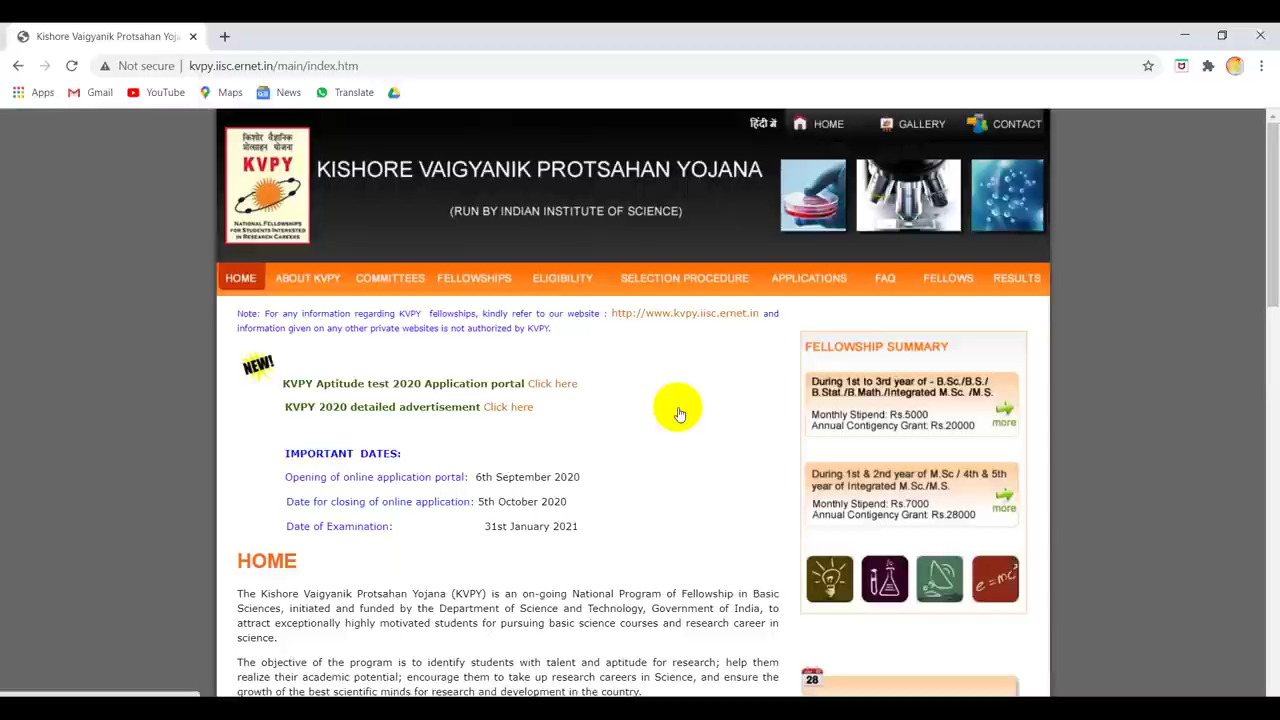 Kishore Vaigyanik Protsahan Yoj
Not secure
kvpy.iisc.ernet.in/main/index.htm
Apps
Gmail
YouTube
Maps
News
Translate
हिंदी में
HOME
GALLERY
CONTACT
किशोर वैज्ञानिक
प्रोत्साहन योजना
KVPY
NATIONAL FELLOWSHIPS
FOR STUDENTS INTERESTED
IN RESEARCH CAREERS
KISHORE VAIGYANIK PROTSAHAN YOJANA
(RUN BY INDIAN INSTITUTE OF SCIENCE)
HOME
ABOUT KVPY
COMMITTEES
FELLOWSHIPS
ELIGIBILITY
SELECTION PROCEDURE
APPLICATIONS
FAQ
FELLOWS
RESULTS
Note: For any information regarding KVPY fellowships, kindly refer to our website : http://www.kvpy.iisc.ernet.in and
information given on any other private websites is not authorized by KVPY.
NEW!
KVPY Aptitude test 2020 Application portal Click here
KVPY 2020 detailed advertisement Click here
IMPORTANT DATES:
Opening of online application portal: 6th September 2020
Date for closing of online application: 5th October 2020
Date of Examination: 31st January 2021
HOME
The Kishore Vaigyanik Protsahan Yojana (KVPY) is an on-going National Program of Fellowship in Basic
Sciences, initiated and funded by the Department of Science and Technology, Government of India, to
attract exceptionally highly motivated students for pursuing basic science courses and research career in
science.
The objective of the program is to identify students with talent and aptitude for research; help them
realize their academic potential; encourage them to take up research careers in Science, and ensure the
growth of the best scientific minds for research and development in the country.
FELLOWSHIP SUMMARY
During 1st to 3rd year of - B.Sc./B.S./
B.Stat./B.Math./Integrated M.Sc. /M.S.
Monthly Stipend: Rs.5000
Annual Contigency Grant: Rs.20000
more
During 1st & 2nd year of M.Sc / 4th & 5th
year of Integrated M.Sc./M.S.
Monthly Stipend: Rs.7000
Annual Contigency Grant: Rs.28000
more
e=mc²
28